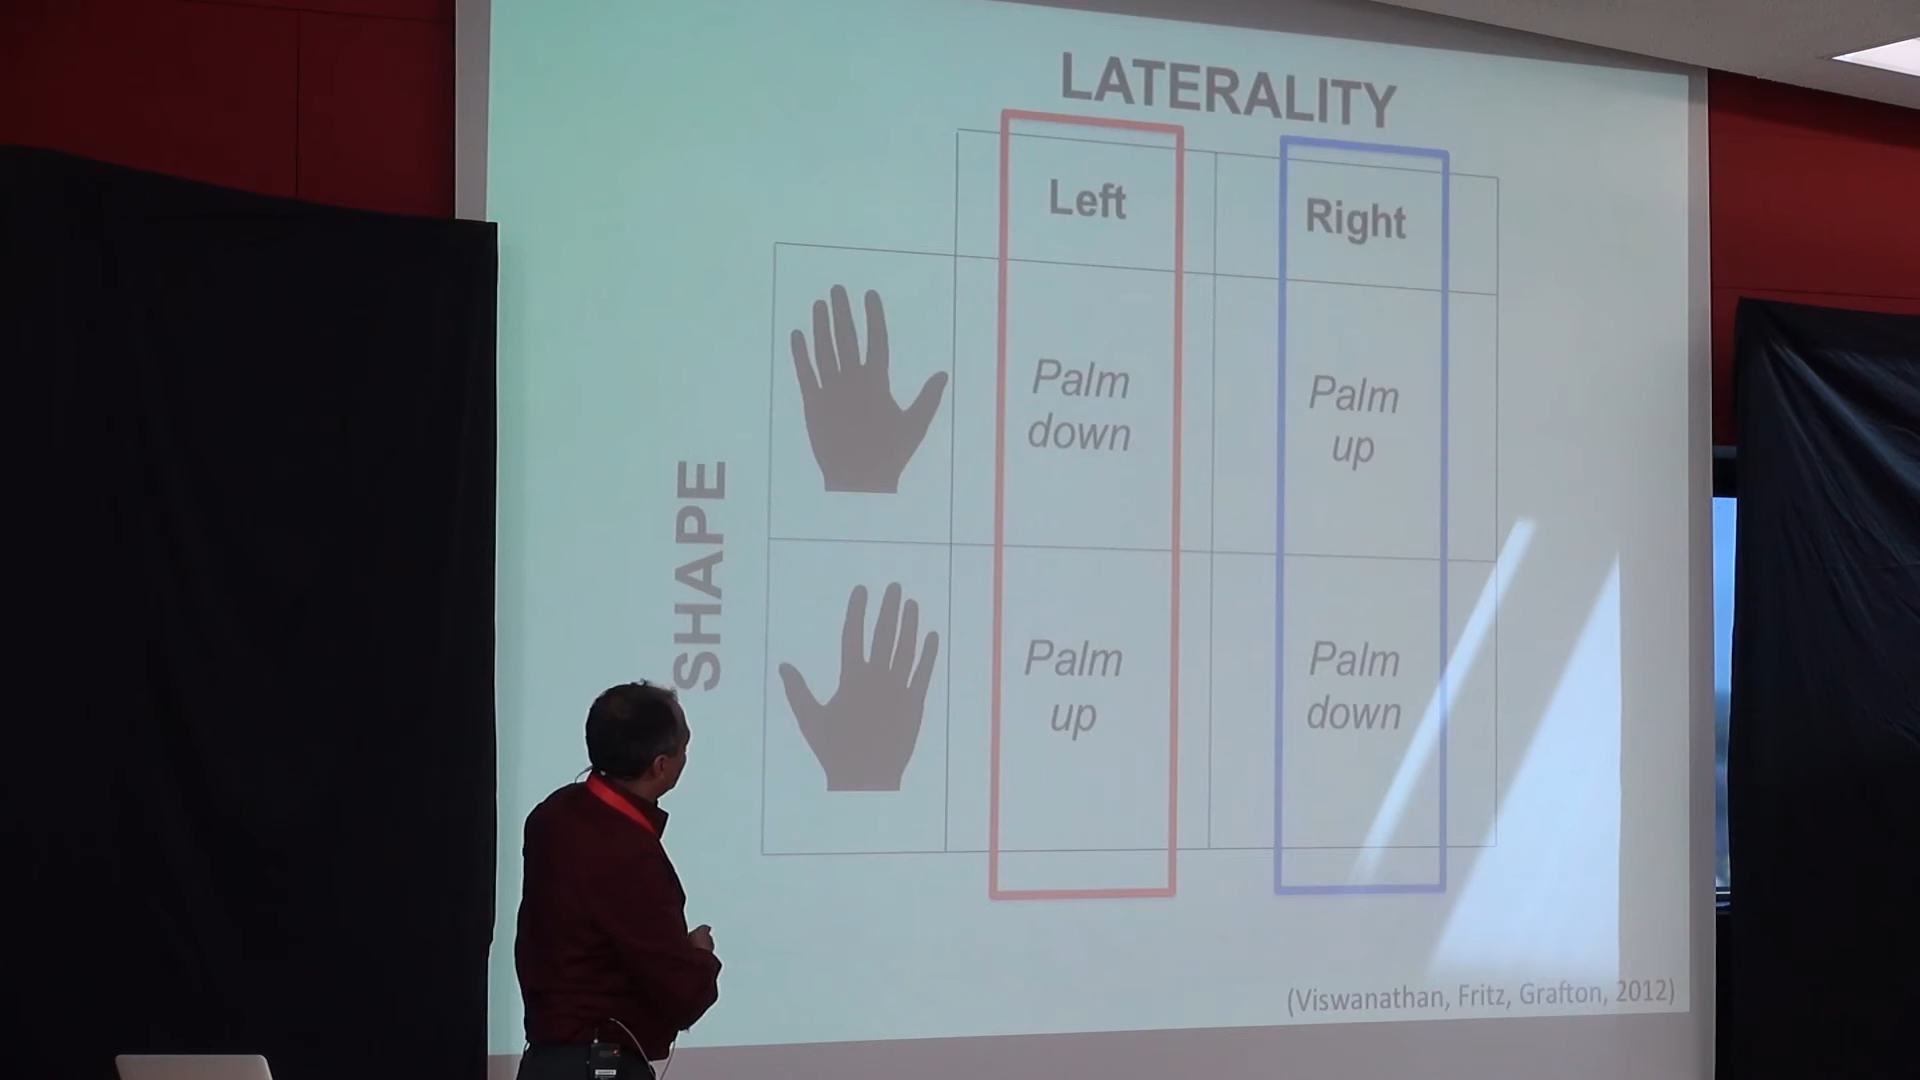 LATERALITY
Left
Right
SHAPE
Palm
down
Palm
up
Palm
up
Palm
down
(Viswanathan, Fritz, Grafton, 2012)